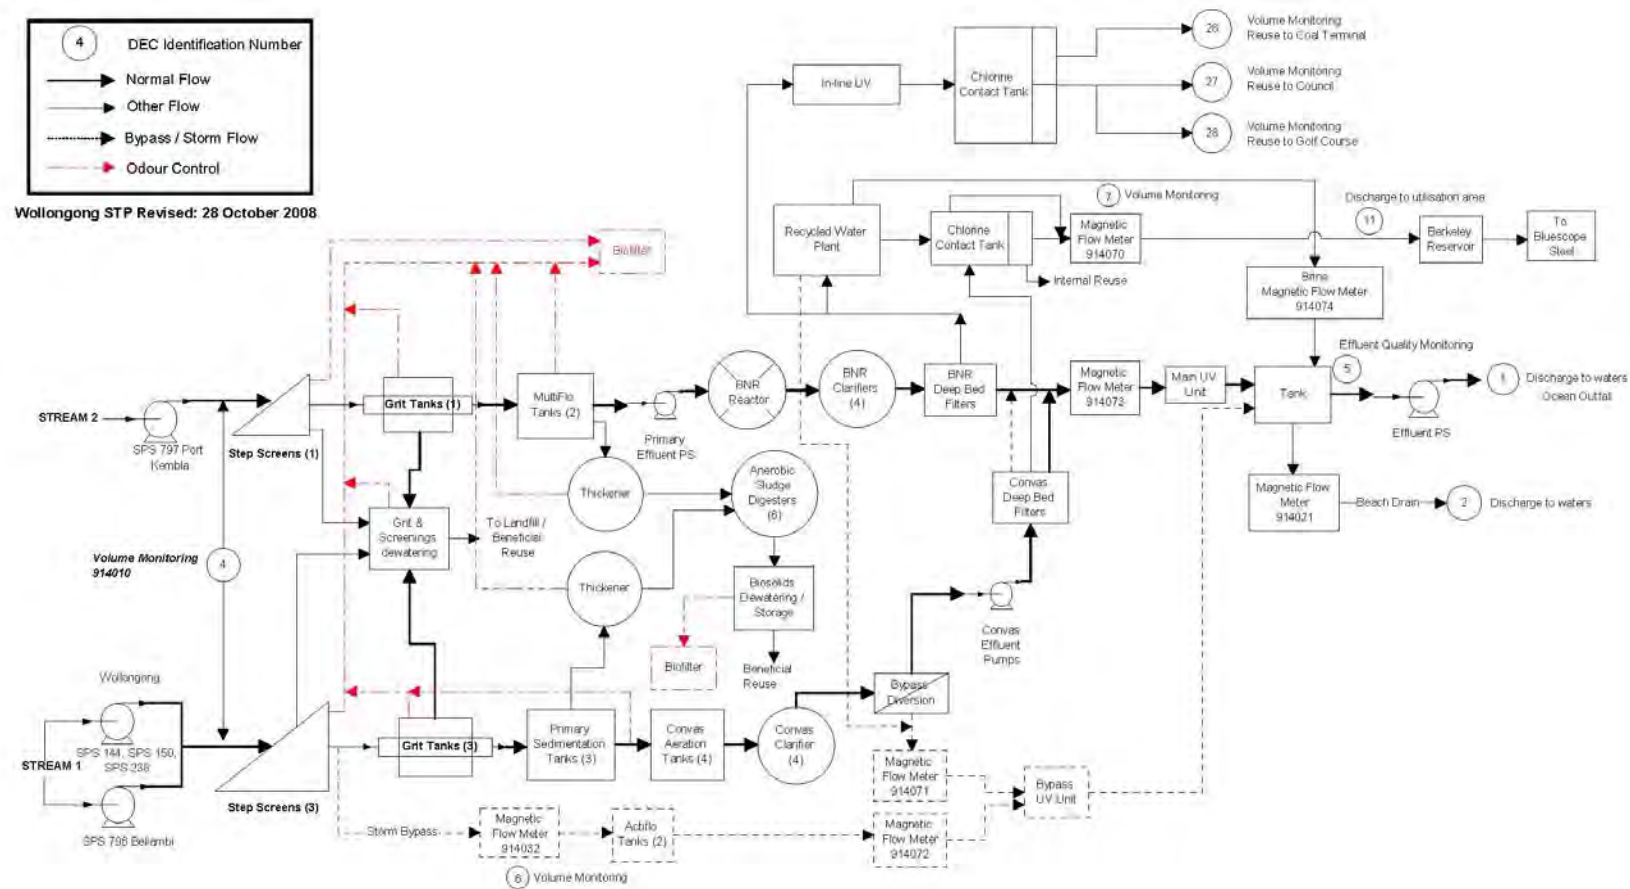 4
DEC Identification Number
Normal Flow
Other Flow
Bypass / Storm Flow
Odour Control
Wollongong STP Revised: 28 October 2008
26
Volume Monitoring
Reuse to Coal Terminal
In-line UV
Chlorine
Contact Tank
27
Volume Monitoring
Reuse to Council
28
Volume Monitoring
Reuse to Golf Course
7
Volume Monitoring
Discharge to utilisation area
11
Recycled Water
Plant
Chlorine
Contact Tank
Magnetic
Flow Meter
914070
Berkeley
Reservoir
To
Bluescope
Steel
Internal Reuse
Biofilter
Brine
Magnetic Flow Meter
914074
STREAM 2
SPS 797 Port
Kembla
Step Screens (1)
Grit Tanks (1)
MultiFlo
Tanks (2)
Primary
Effluent PS
BNR
Reactor
BNR
Clarifiers
(4)
BNR
Deep Bed
Filters
Magnetic
Flow Meter
914073
Main UV
Unit
Tank
Effluent Quality Monitoring
5
Effluent PS
1
Discharge to waters
Ocean Outfall
Magnetic Flow
Meter
914021
Beach Drain
2
Discharge to waters
Volume Monitoring
914010
4
Grit &
Screenings
dewatering
To Landfill /
Beneficial
Reuse
Thickener
Thickener
Anerobic
Sludge
Digesters
(6)
Biosolids
Dewatering /
Storage
Biofilter
Beneficial
Reuse
Convas
Deep Bed
Filters
Convas
Effluent
Pumps
Bypass
Diversion
Wollongong
SPS 144, SPS 150,
SPS 238
STREAM 1
SPS 798 Bellambi
Step Screens (3)
Grit Tanks (3)
Primary
Sedimentation
Tanks (3)
Convas
Aeration
Tanks (4)
Convas
Clarifier
(4)
Magnetic
Flow Meter
914071
Bypass
UV Unit
Storm Bypass
Magnetic
Flow Meter
914032
Actiflo
Tanks (2)
Magnetic
Flow Meter
914072
6
Volume Monitoring